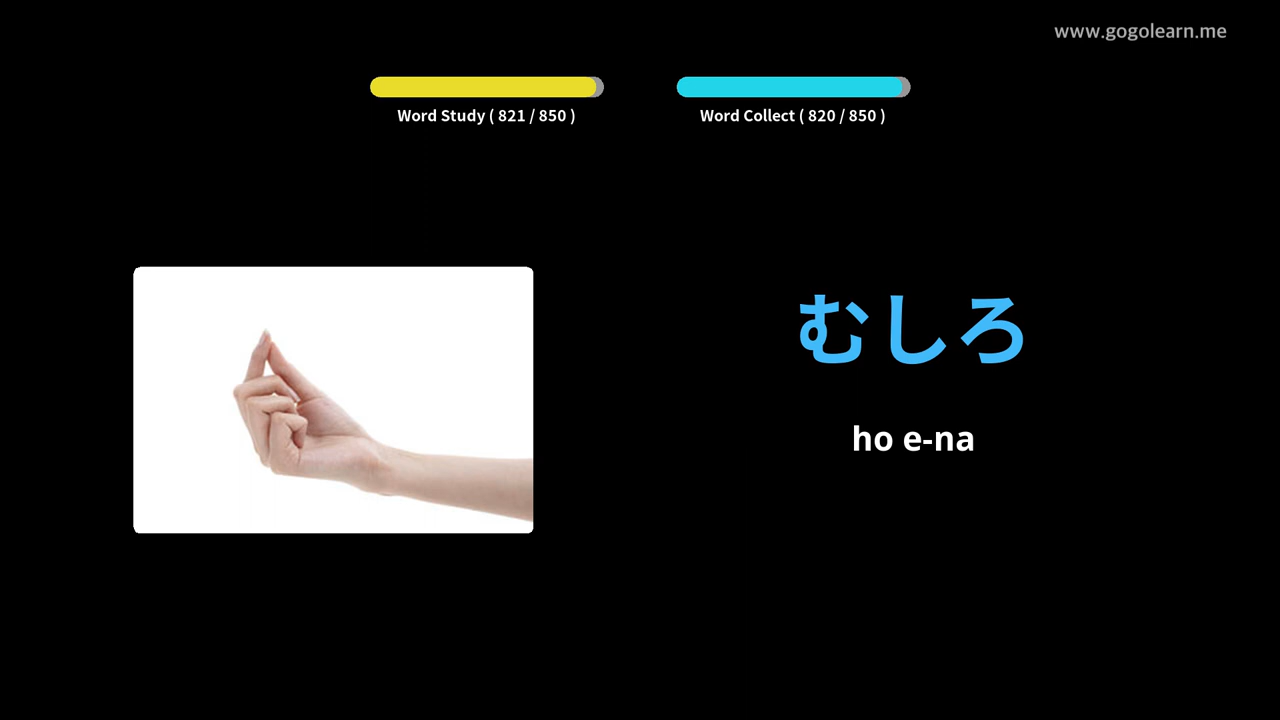 www.gogolearn.me
Word Study ( 821 / 850 )
Word Collect ( 820 / 850 )
むしろ
ho e-na